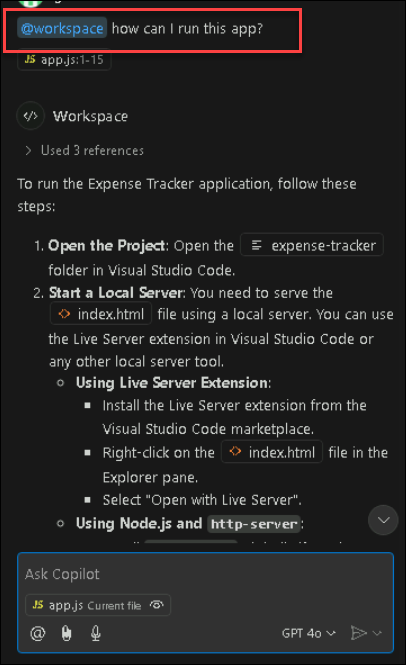 @workspace how can I run this app?
JS app.js:1-15
Workspace
Used 3 references
To run the Expense Tracker application, follow these
steps:
1. Open the Project: Open the expense-tracker
folder in Visual Studio Code.
2. Start a Local Server: You need to serve the
index.html file using a local server. You can use
the Live Server extension in Visual Studio Code or
any other local server tool.
Using Live Server Extension:
Install the Live Server extension from the
Visual Studio Code marketplace.
Right-click on the index.html file in the
Explorer pane.
Select "Open with Live Server".
Using Node.js and http-server:
Ask Copilot
JS app.js Current file
@ GPT 4o